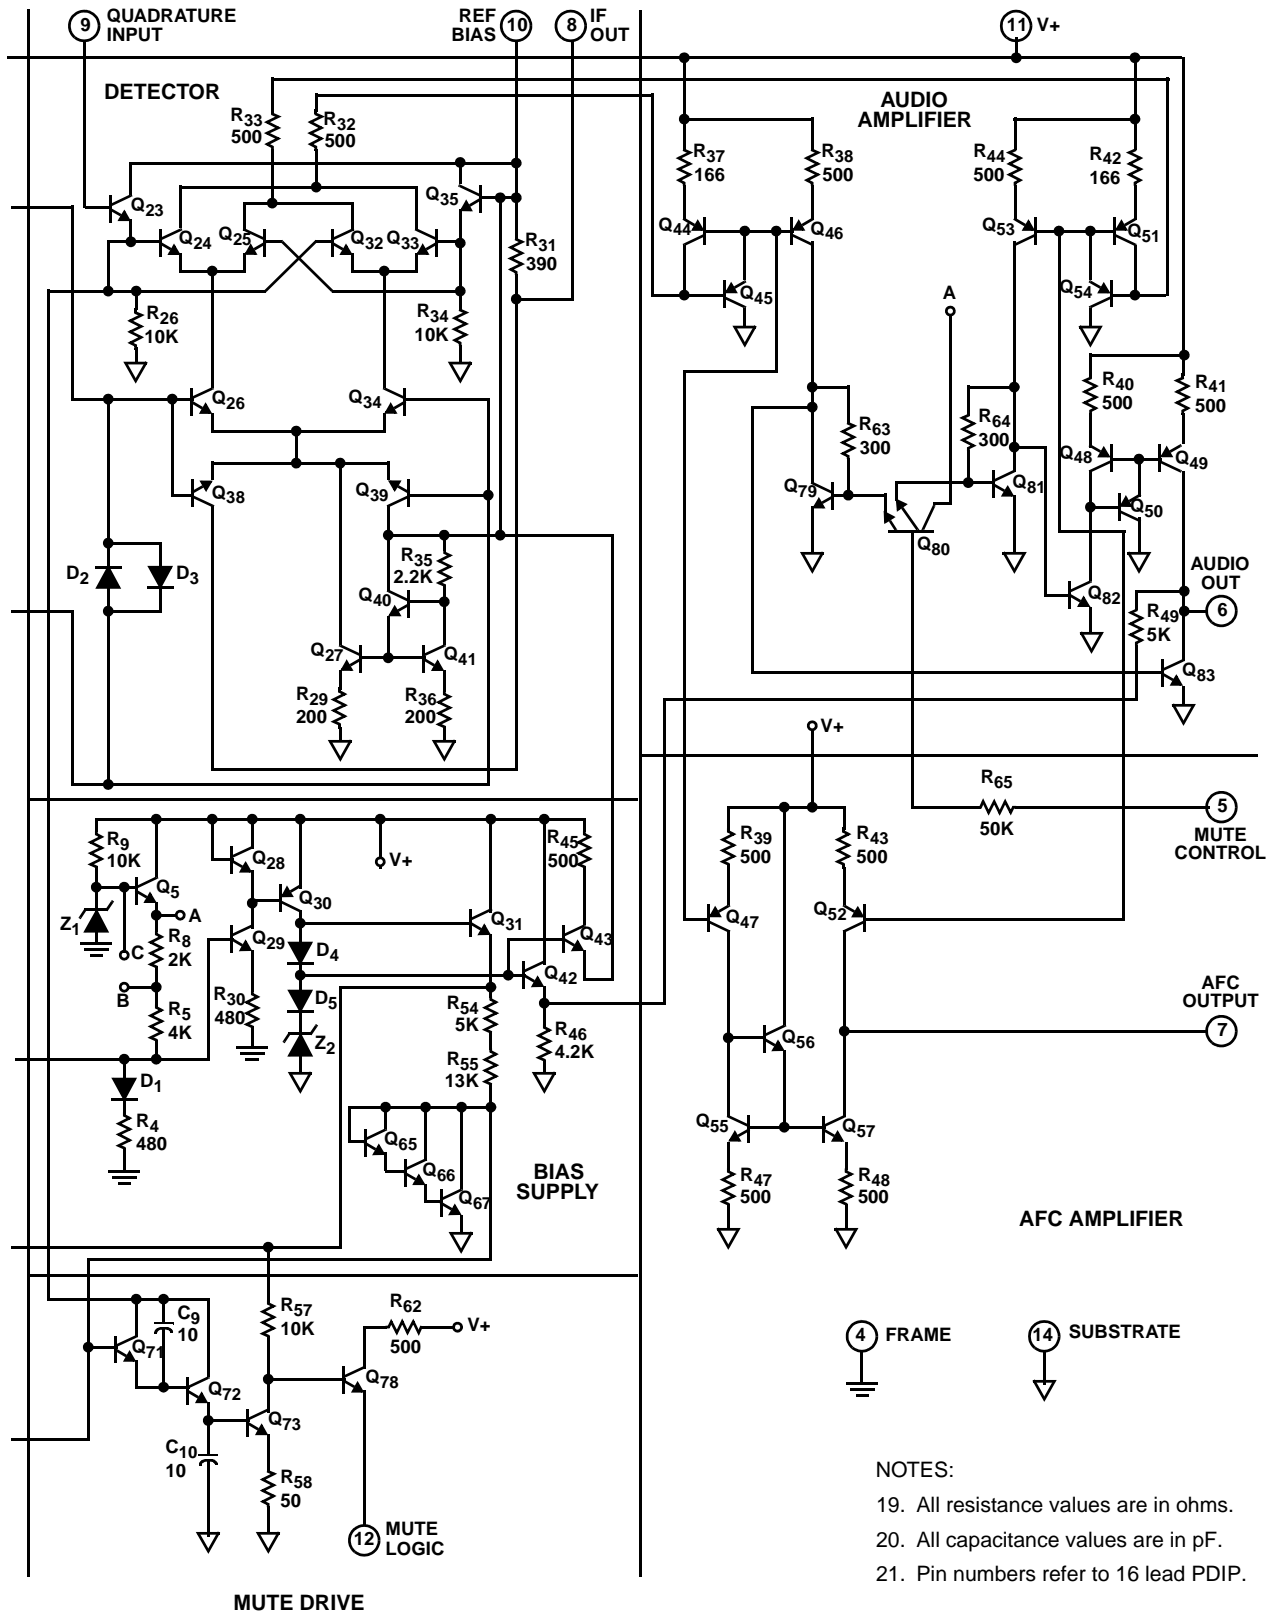 9 QUADRATURE INPUT
REF BIAS 10
8 IF OUT
11 V+
DETECTOR
AUDIO AMPLIFIER
R33 500
R32 500
R37 166
R38 500
R44 500
R42 166
Q23
Q24
Q25
Q32
Q33
Q35
R31 390
Q44
Q46
Q53
Q51
Q45
Q54
A
R26 10K
R34 10K
Q26
Q34
R40 500
R41 500
R63 300
R64 300
Q38
Q39
Q79
Q80
Q81
Q48
Q49
Q50
D2
D3
R35 2.2K
Q40
Q82
AUDIO OUT
6
R49 5K
Q27
Q41
Q83
R29 200
R36 200
V+
R65 50K
5
MUTE CONTROL
R9 10K
Q28
V+
R45 500
R39 500
R43 500
Q5
Q30
Z1
A
R8 2K
C
Q29
D4
Q31
Q43
Q42
Q47
Q52
B
R5 4K
R30 480
D5
Z2
R54 5K
R46 4.2K
R55 13K
AFC OUTPUT
7
Q56
D1
R4 480
Q65
Q66
Q67
BIAS SUPPLY
Q55
Q57
R47 500
R48 500
AFC AMPLIFIER
C9 10
R57 10K
R62 500
V+
Q71
Q72
Q73
Q78
C10 10
R58 50
12 MUTE LOGIC
4 FRAME
14 SUBSTRATE
NOTES:
19. All resistance values are in ohms.
20. All capacitance values are in pF.
21. Pin numbers refer to 16 lead PDIP.
MUTE DRIVE